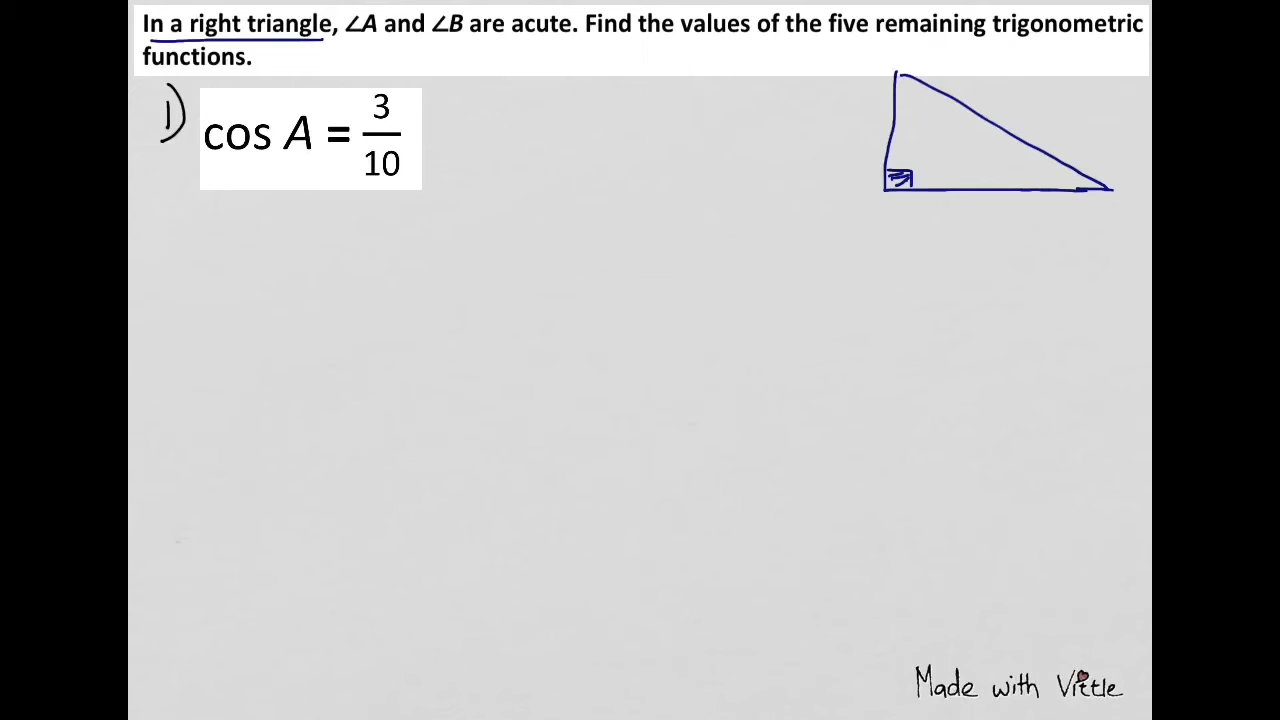 In a right triangle, ∠A and ∠B are acute. Find the values of the five remaining trigonometric
functions.
1)
cos A = 3/10
Made with Vittle